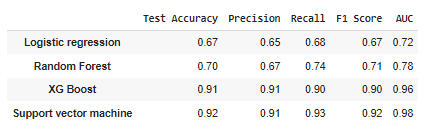 Test Accuracy Precision Recall F1 Score AUC
Logistic regression 0.67 0.65 0.68 0.67 0.72
Random Forest 0.70 0.67 0.74 0.71 0.78
XG Boost 0.91 0.91 0.90 0.90 0.96
Support vector machine 0.92 0.91 0.93 0.92 0.98